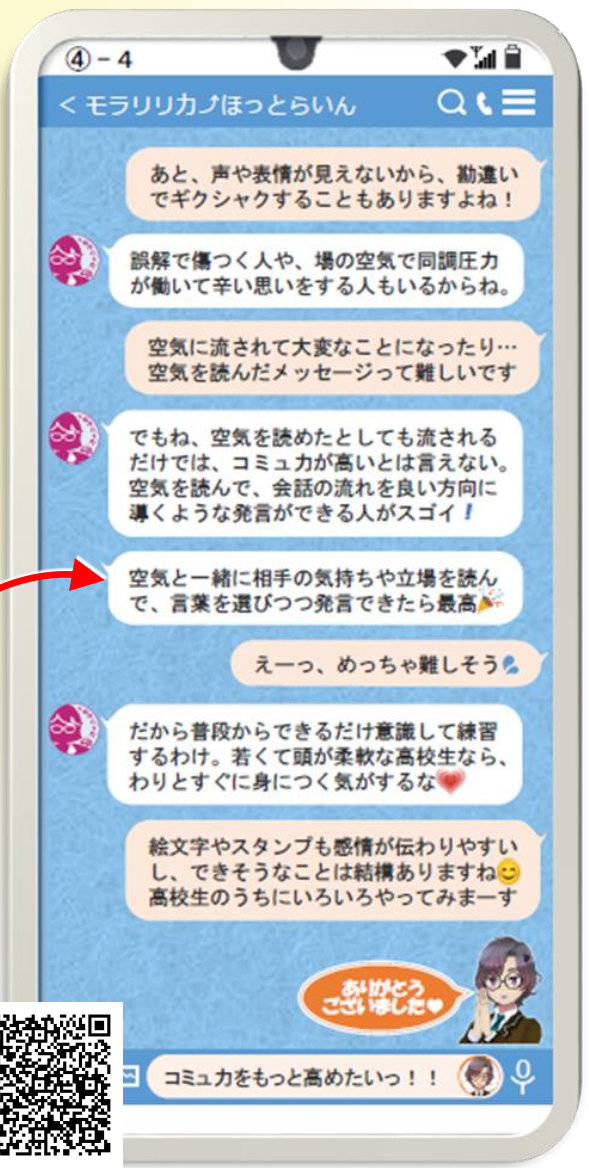 ④-4
< モラリリカ⤴ほっとらいん
あと、声や表情が見えないから、勘違い
でギクシャクすることもありますよね！
誤解で傷つく人や、場の空気で同調圧力
が働いて辛い思いをする人もいるからね。
空気に流されて大変なことになったり…
空気を読んだメッセージって難しいです
でもね、空気を読めたとしても流される
だけでは、コミュ力が高いとは言えない。
空気を読んで、会話の流れを良い方向に
導くような発言ができる人がスゴイ！
空気と一緒に相手の気持ちや立場を読ん
で、言葉を選びつつ発言できたら最高🎉
えーっ、めっちゃ難しそう💦
だから普段からできるだけ意識して練習
するわけ。若くて頭が柔軟な高校生なら、
わりとすぐに身につく気がするな💗
絵文字やスタンプも感情が伝わりやすい
し、できそうなことは結構ありますね😊
高校生のうちにいろいろやってみまーす
ありがとう
ございました♥
コミュ力をもっと高めたいっ！！